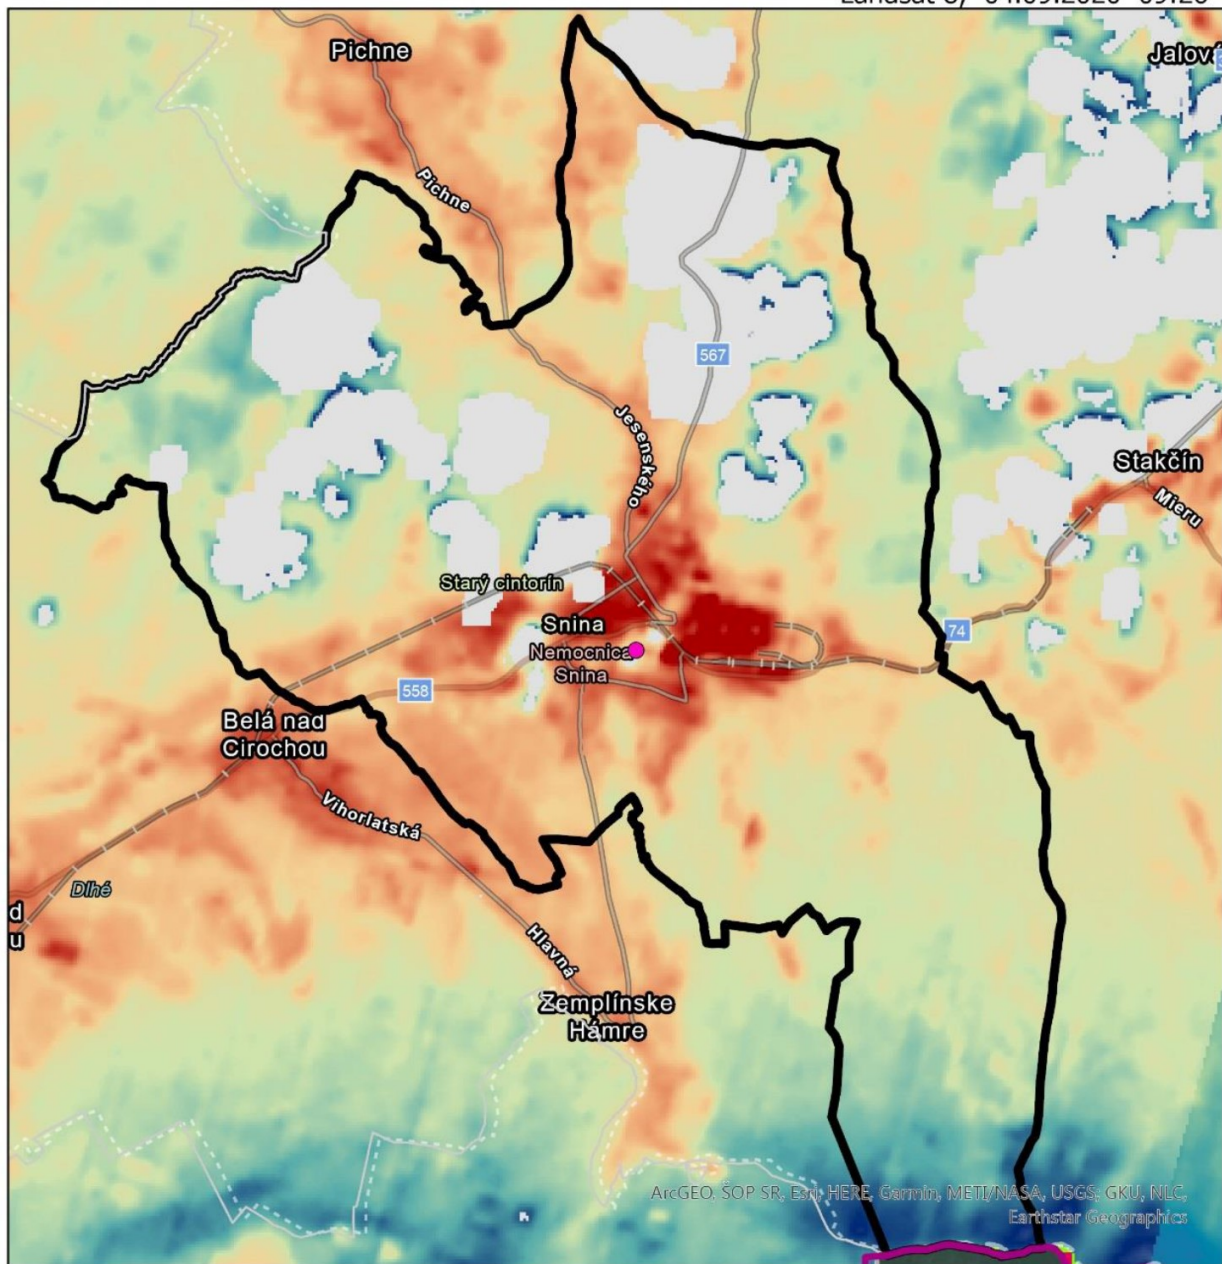 Pichne
Jalová
Pichne
567
Jesenského
Stakčín
Mieru
Starý cintorín
Snina
Nemocnica
Snina
74
558
Belá nad
Cirochou
Vihorlatská
Dlhé
d
u
Hlavná
Zemplínske
Hámre
ArcGEO, ŠOP SR, Esri, HERE, Garmin, METI/NASA, USGS, GKU, NLC,
Earthstar Geographics